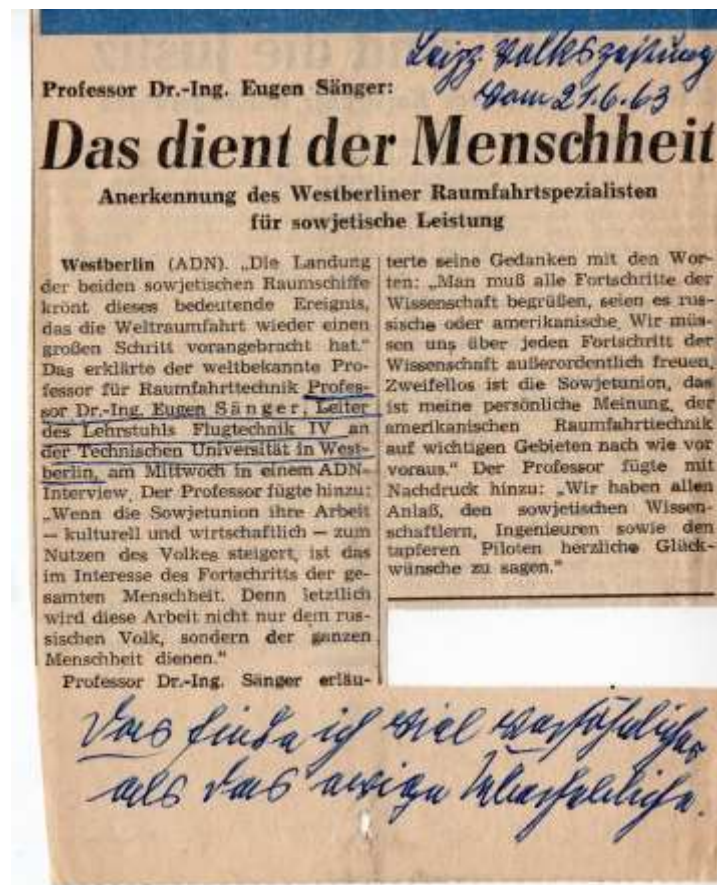 Leipz. Volkszeitung
vom 21.6.63
Professor Dr.-Ing. Eugen Sänger:
Das dient der Menschheit
Anerkennung des Westberliner Raumfahrtspezialisten
für sowjetische Leistung
Westberlin (ADN). „Die Landung
der beiden sowjetischen Raumschiffe
krönt dieses bedeutende Ereignis,
das die Weltraumfahrt wieder einen
großen Schritt vorangebracht hat.“
Das erklärte der weltbekannte Pro-
fessor für Raumfahrttechnik Profes-
sor Dr.-Ing. Eugen Sänger, Leiter
des Lehrstuhls Flugtechnik IV an
der Technischen Universität in West-
berlin, am Mittwoch in einem ADN-
Interview. Der Professor fügte hinzu:
„Wenn die Sowjetunion ihre Arbeit
— kulturell und wirtschaftlich — zum
Nutzen des Volkes steigert, ist das
im Interesse des Fortschritts der ge-
samten Menschheit. Denn letztlich
wird diese Arbeit nicht nur dem rus-
sischen Volk, sondern der ganzen
Menschheit dienen.“
Professor Dr.-Ing. Sänger erläu-
terte seine Gedanken mit den Wor-
ten: „Man muß alle Fortschritte der
Wissenschaft begrüßen, seien es rus-
sische oder amerikanische. Wir müs-
sen uns über jeden Fortschritt der
Wissenschaft außerordentlich freuen.
Zweifellos ist die Sowjetunion, das
ist meine persönliche Meinung, der
amerikanischen Raumfahrttechnik
auf wichtigen Gebieten nach wie vor
voraus.“ Der Professor fügte mit
Nachdruck hinzu: „Wir haben allen
Anlaß, den sowjetischen Wissen-
schaftlern, Ingenieuren sowie den
tapferen Piloten herzliche Glück-
wünsche zu sagen.“
Das finde ich viel versöhnlicher
als das ewige Überhebliche.